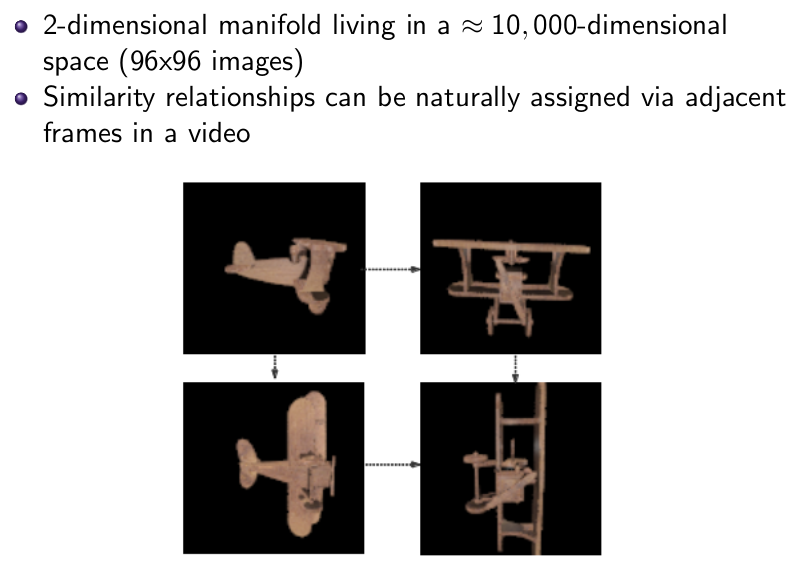 2-dimensional manifold living in a ≈ 10, 000-dimensional
space (96x96 images)
Similarity relationships can be naturally assigned via adjacent
frames in a video